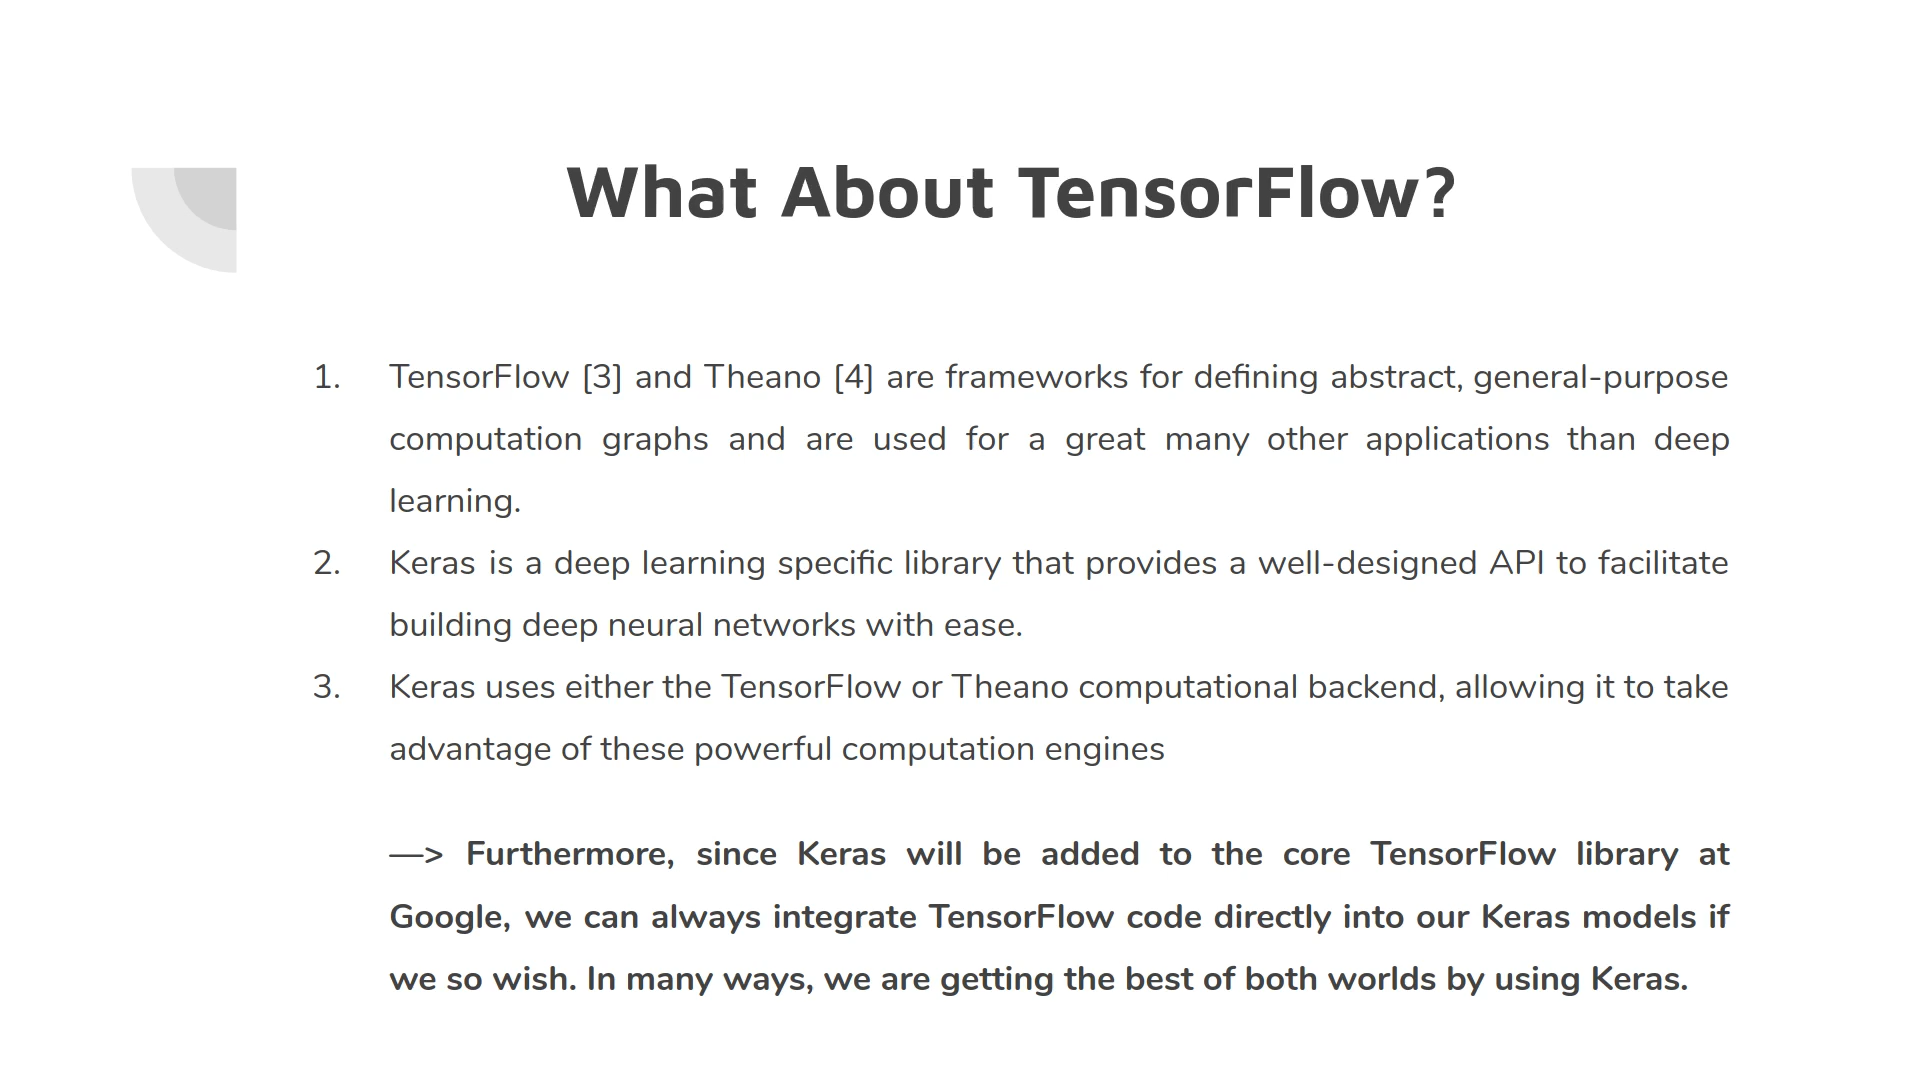 What About TensorFlow?
1. TensorFlow [3] and Theano [4] are frameworks for defining abstract, general-purpose
computation graphs and are used for a great many other applications than deep
learning.
2. Keras is a deep learning specific library that provides a well-designed API to facilitate
building deep neural networks with ease.
3. Keras uses either the TensorFlow or Theano computational backend, allowing it to take
advantage of these powerful computation engines
—> Furthermore, since Keras will be added to the core TensorFlow library at
Google, we can always integrate TensorFlow code directly into our Keras models if
we so wish. In many ways, we are getting the best of both worlds by using Keras.